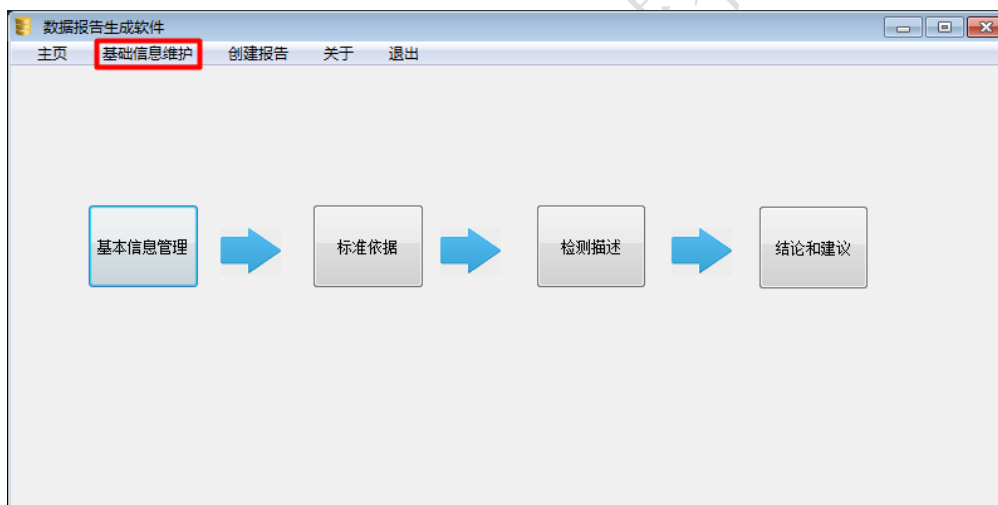 数据报告生成软件
主页 基础信息维护 创建报告 关于 退出
基本信息管理 标准依据 检测描述 结论和建议